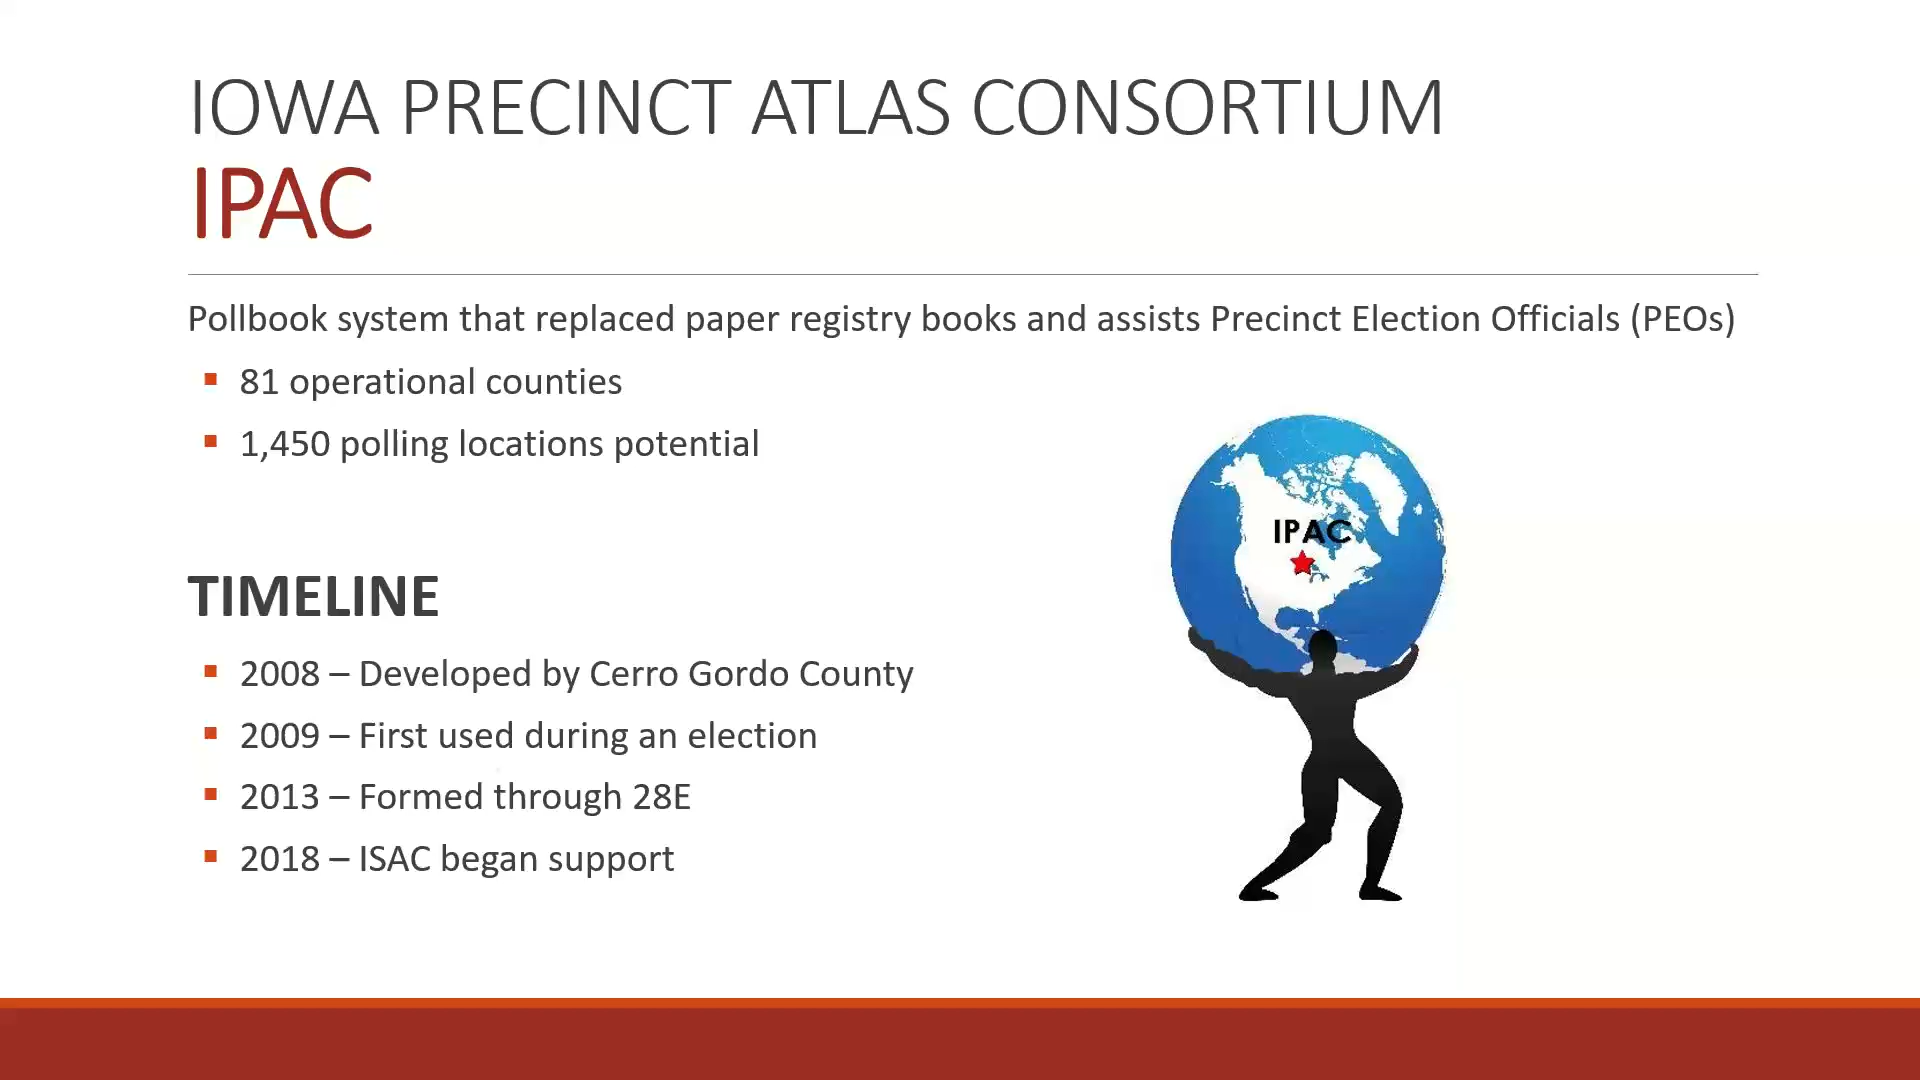 IOWA PRECINCT ATLAS CONSORTIUM
IPAC
Pollbook system that replaced paper registry books and assists Precinct Election Officials (PEOs)
81 operational counties
1,450 polling locations potential
TIMELINE
2008 – Developed by Cerro Gordo County
2009 – First used during an election
2013 – Formed through 28E
2018 – ISAC began support
IPAC